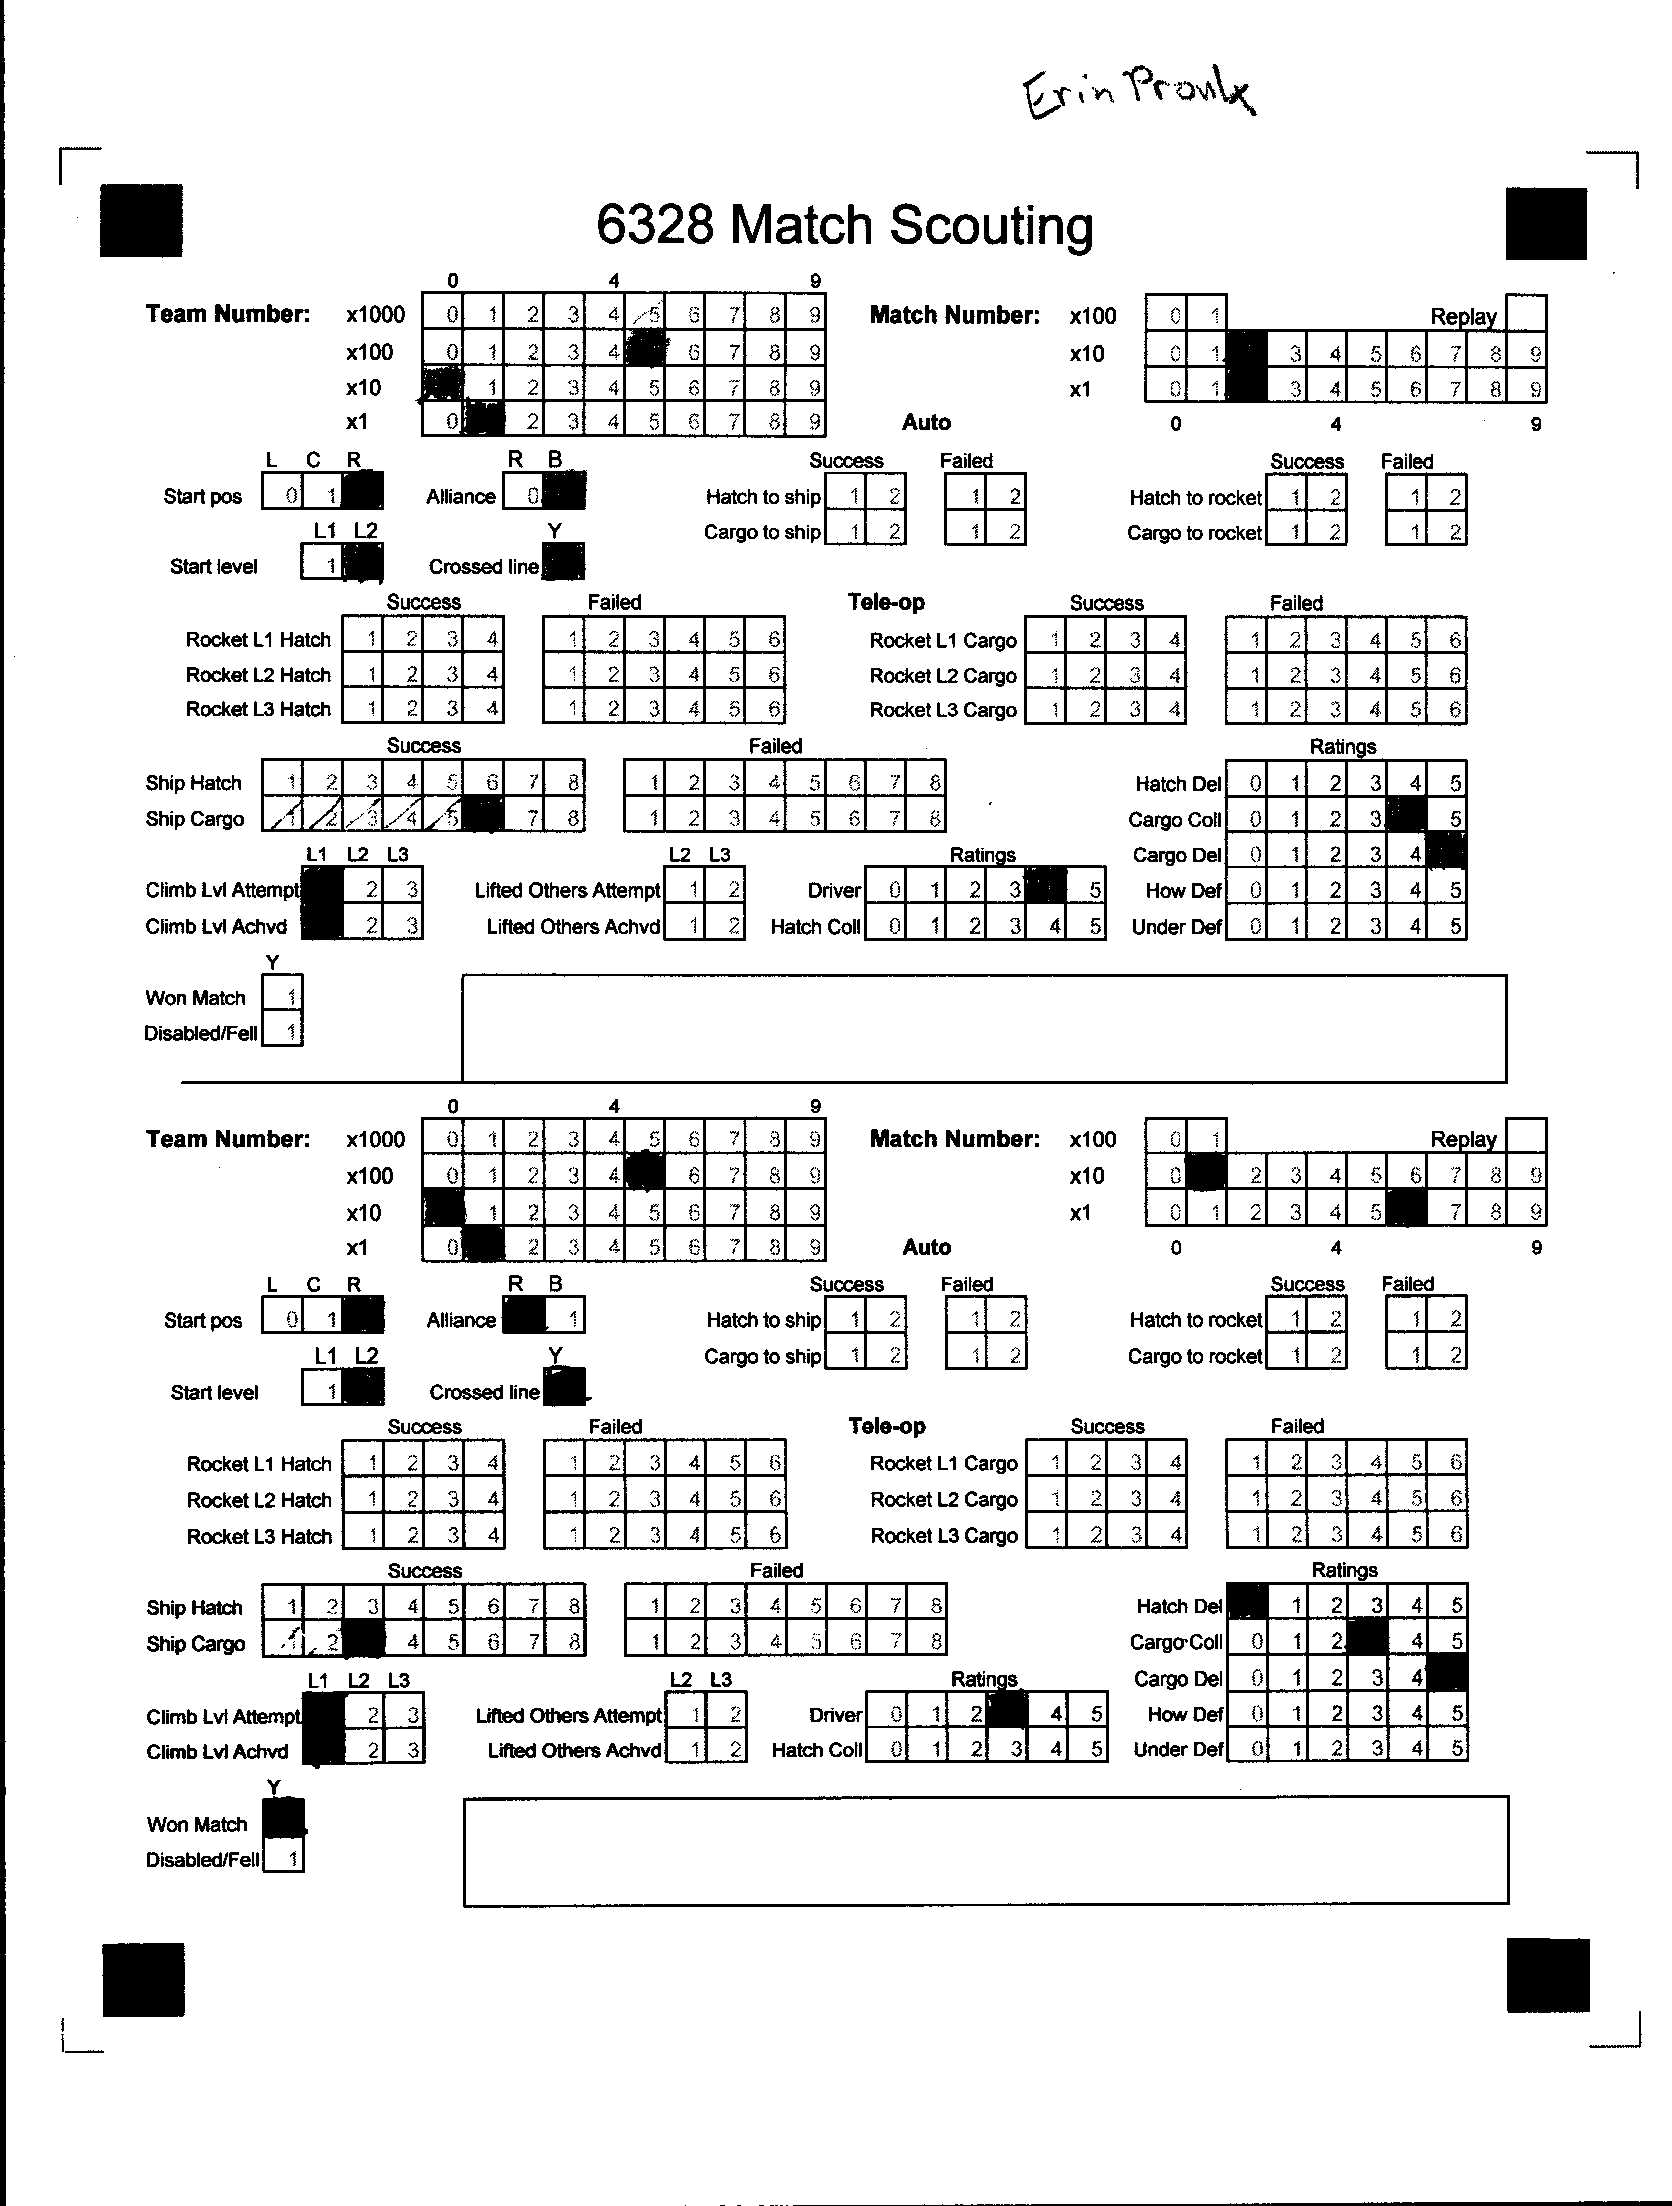 Erin Proulx
6328 Match Scouting
0 4 9
Team Number: x1000 0 1 2 3 4 5 6 7 8 9 Match Number: x100 0 1 Replay
x100 0 1 2 3 4 6 7 8 9 x10 0 1 3 4 5 6 7 8 9
x10 1 2 3 4 5 6 7 8 9 x1 0 1 3 4 5 6 7 8 9
x1 0 2 3 4 5 6 7 8 9 Auto 0 4 9
L C R R B Success Failed Success Failed
Start pos 0 1 Alliance 0 Hatch to ship 1 2 1 2 Hatch to rocket 1 2 1 2
L1 L2 Y Cargo to ship 1 2 1 2 Cargo to rocket 1 2 1 2
Start level 1 Crossed line
Success Failed Tele-op Success Failed
Rocket L1 Hatch 1 2 3 4 1 2 3 4 5 6 Rocket L1 Cargo 1 2 3 4 1 2 3 4 5 6
Rocket L2 Hatch 1 2 3 4 1 2 3 4 5 6 Rocket L2 Cargo 1 2 3 4 1 2 3 4 5 6
Rocket L3 Hatch 1 2 3 4 1 2 3 4 5 6 Rocket L3 Cargo 1 2 3 4 1 2 3 4 5 6
Success Failed Ratings
Ship Hatch 1 2 3 4 5 6 7 8 1 2 3 4 5 6 7 8 Hatch Del 0 1 2 3 4 5
Ship Cargo 1 2 3 4 5 7 8 1 2 3 4 5 6 7 8 Cargo Coll 0 1 2 3 5
L1 L2 L3 L2 L3 Ratings Cargo Del 0 1 2 3 4
Climb Lvl Attempt 2 3 Lifted Others Attempt 1 2 Driver 0 1 2 3 5 How Def 0 1 2 3 4 5
Climb Lvl Achvd 2 3 Lifted Others Achvd 1 2 Hatch Coll 0 1 2 3 4 5 Under Def 0 1 2 3 4 5
Y
Won Match 1
Disabled/Fell 1
0 4 9
Team Number: x1000 0 1 2 3 4 5 6 7 8 9 Match Number: x100 0 1 Replay
x100 0 1 2 3 4 6 7 8 9 x10 0 2 3 4 5 6 7 8 9
x10 1 2 3 4 5 6 7 8 9 x1 0 1 2 3 4 5 7 8 9
x1 0 2 3 4 5 6 7 8 9 Auto 0 4 9
L C R R B Success Failed Success Failed
Start pos 0 1 Alliance 1 Hatch to ship 1 2 1 2 Hatch to rocket 1 2 1 2
L1 L2 Y Cargo to ship 1 2 1 2 Cargo to rocket 1 2 1 2
Start level 1 Crossed line
Success Failed Tele-op Success Failed
Rocket L1 Hatch 1 2 3 4 1 2 3 4 5 6 Rocket L1 Cargo 1 2 3 4 1 2 3 4 5 6
Rocket L2 Hatch 1 2 3 4 1 2 3 4 5 6 Rocket L2 Cargo 1 2 3 4 1 2 3 4 5 6
Rocket L3 Hatch 1 2 3 4 1 2 3 4 5 6 Rocket L3 Cargo 1 2 3 4 1 2 3 4 5 6
Success Failed Ratings
Ship Hatch 1 2 3 4 5 6 7 8 1 2 3 4 5 6 7 8 Hatch Del 1 2 3 4 5
Ship Cargo 1 2 4 5 6 7 8 1 2 3 4 5 6 7 8 Cargo Coll 0 1 2 4 5
L1 L2 L3 L2 L3 Ratings Cargo Del 0 1 2 3 4
Climb Lvl Attempt 2 3 Lifted Others Attempt 1 2 Driver 0 1 2 4 5 How Def 0 1 2 3 4 5
Climb Lvl Achvd 2 3 Lifted Others Achvd 1 2 Hatch Coll 0 1 2 3 4 5 Under Def 0 1 2 3 4 5
Y
Won Match
Disabled/Fell 1